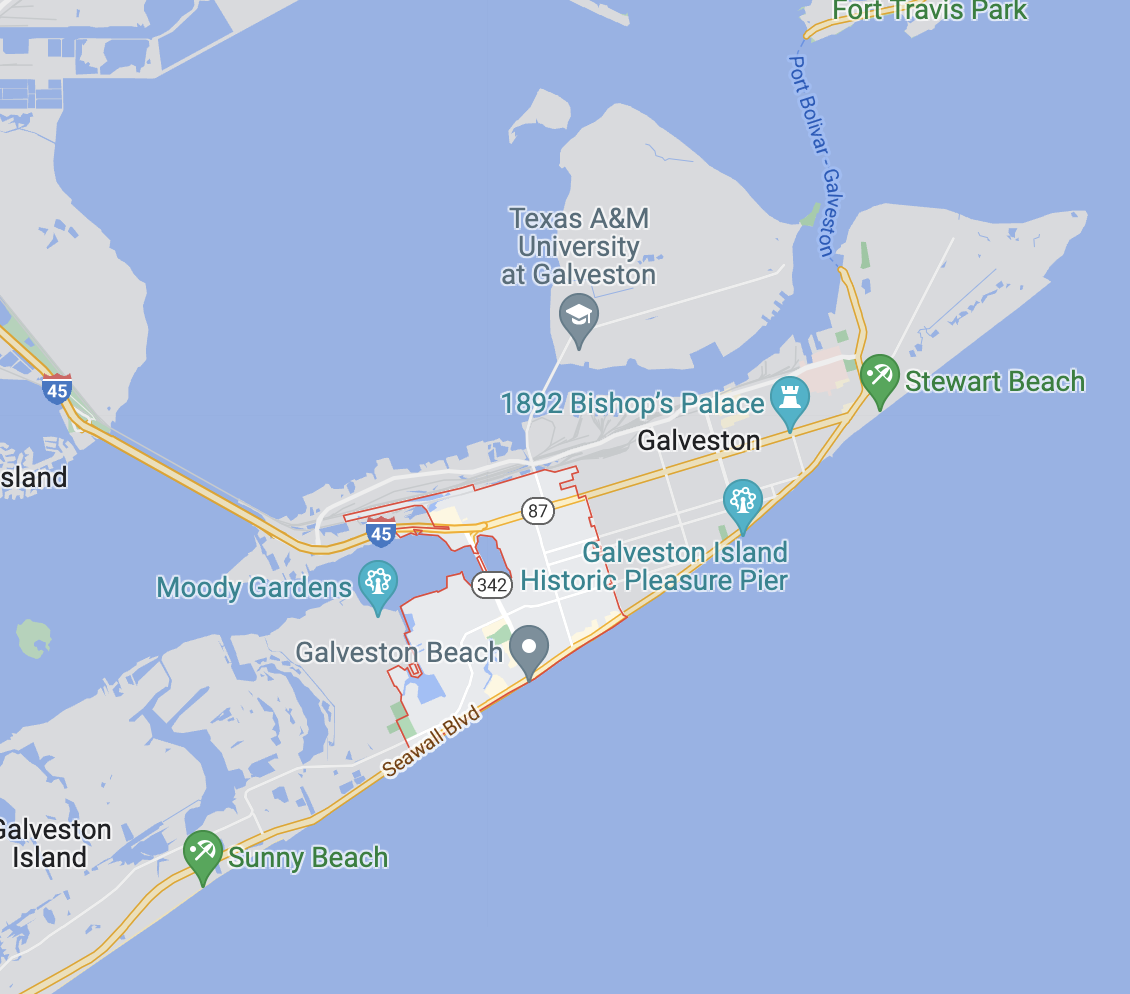 Fort Travis Park
Port Bolivar - Galveston
Texas A&M
University
at Galveston
45
1892 Bishop's Palace
Stewart Beach
Galveston
sland
87
45
Galveston Island
Historic Pleasure Pier
342
Moody Gardens
Galveston Beach
Seawall Blvd
Galveston
Island
Sunny Beach